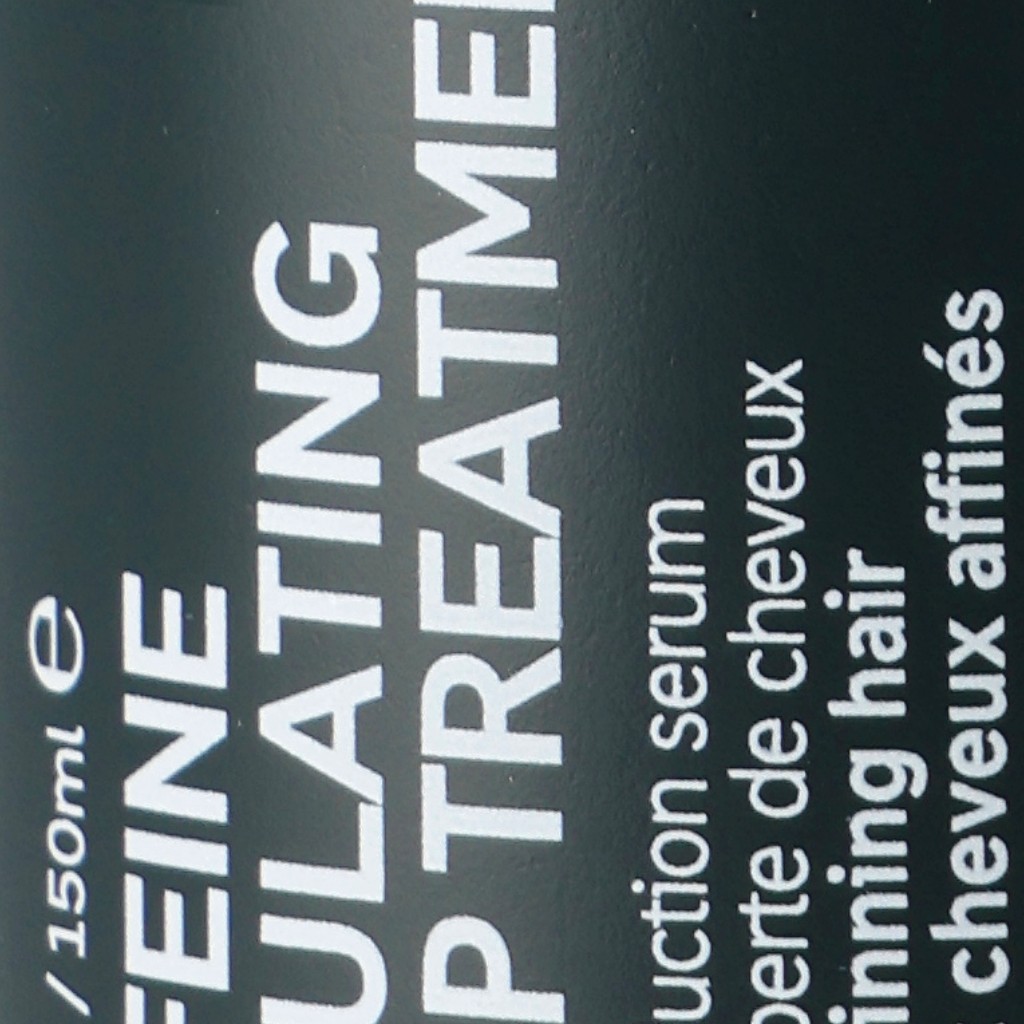 / 150ml e
FEINE
ULATING
P TREATME
uction serum
perte de cheveux
inning hair
cheveux affinés